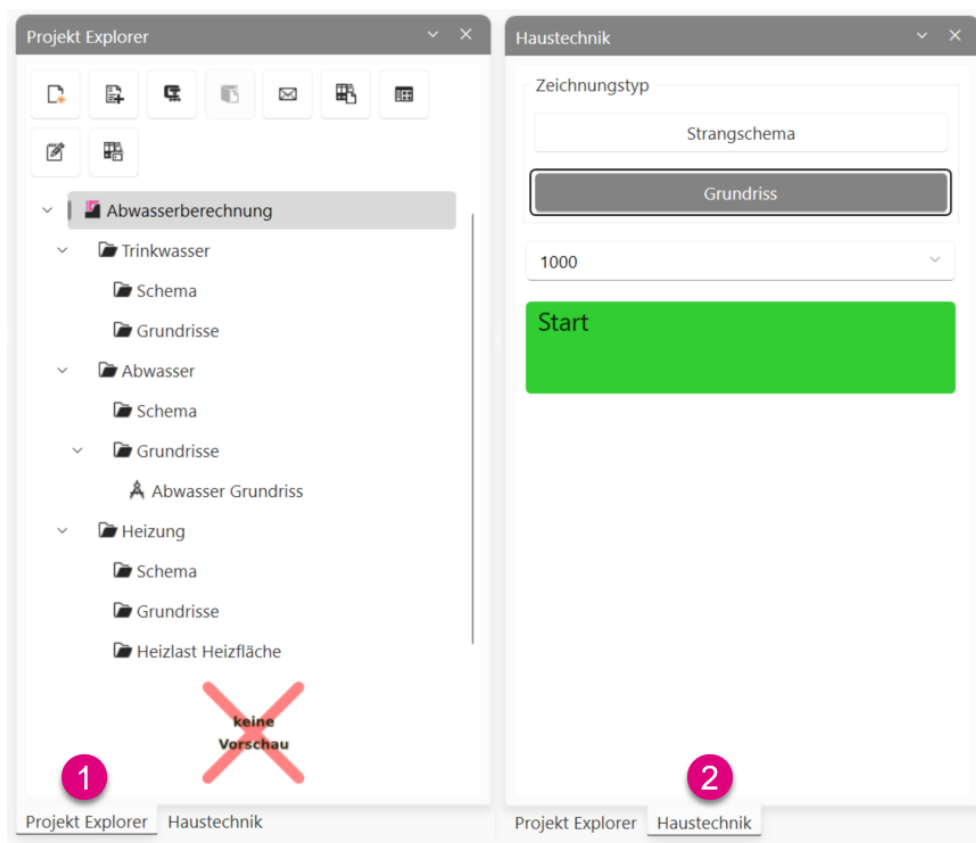 Projekt Explorer
Abwasserberechnung
Trinkwasser
Schema
Grundrisse
Abwasser
Schema
Grundrisse
Abwasser Grundriss
Heizung
Schema
Grundrisse
Heizlast Heizfläche
keine
Vorschau
1
Projekt Explorer Haustechnik
Haustechnik
Zeichnungstyp
Strangschema
Grundriss
1000
Start
2
Projekt Explorer Haustechnik